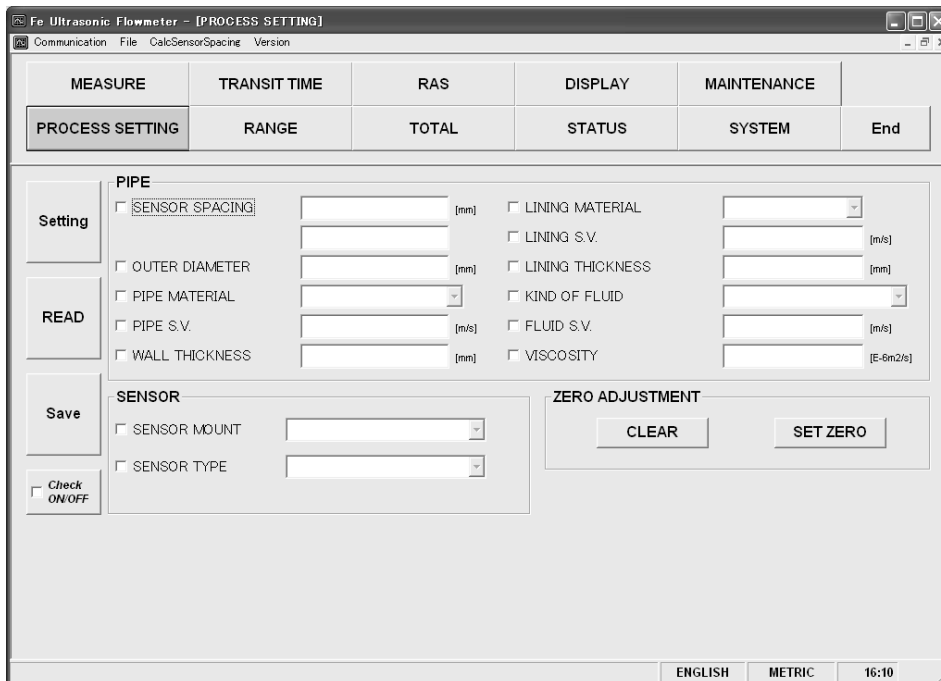 Fe Ultrasonic Flowmeter - [PROCESS SETTING]
Communication File CalcSensorSpacing Version
MEASURE TRANSIT TIME RAS DISPLAY MAINTENANCE
PROCESS SETTING RANGE TOTAL STATUS SYSTEM End
Setting
READ
Save
Check
ON/OFF
PIPE
SENSOR SPACING [mm]
OUTER DIAMETER [mm]
PIPE MATERIAL
PIPE S.V. [m/s]
WALL THICKNESS [mm]
LINING MATERIAL
LINING S.V. [m/s]
LINING THICKNESS [mm]
KIND OF FLUID
FLUID S.V. [m/s]
VISCOSITY [E-6m2/s]
SENSOR
SENSOR MOUNT
SENSOR TYPE
ZERO ADJUSTMENT
CLEAR SET ZERO
ENGLISH METRIC 16:10